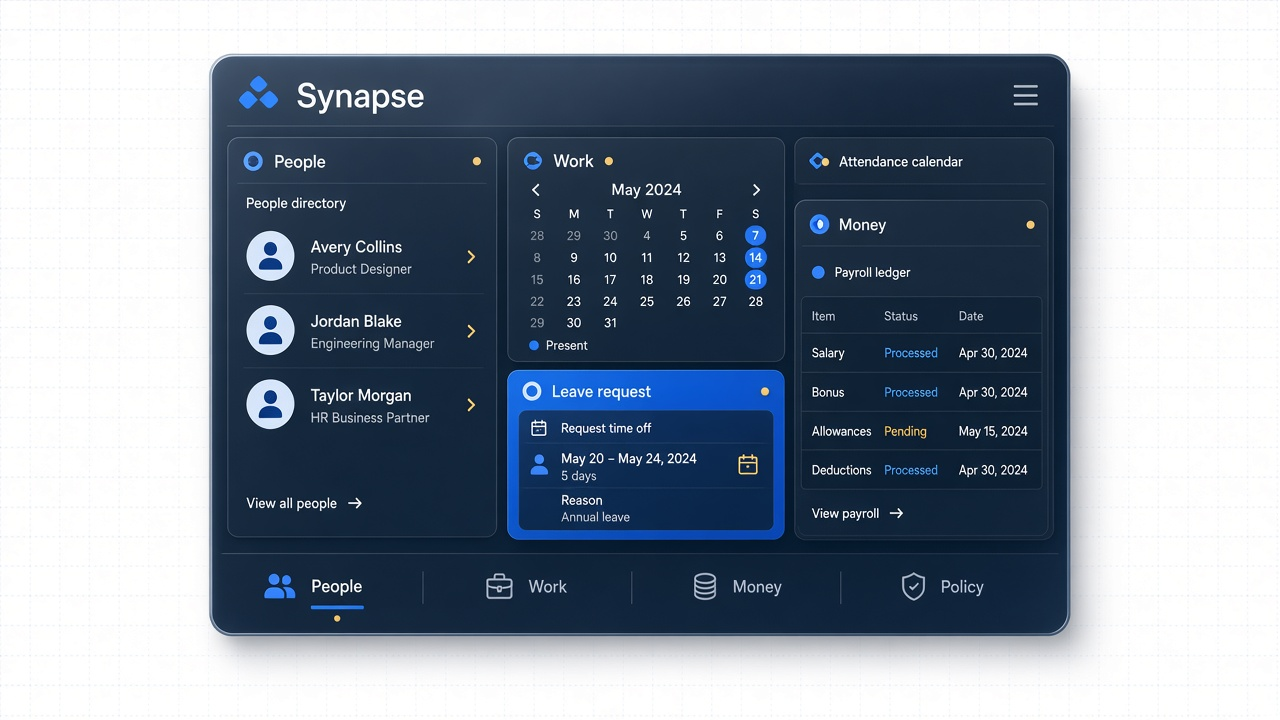 Synapse
People
People directory
Avery Collins
Product Designer
Jordan Blake
Engineering Manager
Taylor Morgan
HR Business Partner
View all people
Work
May 2024
S M T W T F S
28 29 30 4 5 6 7
8 9 10 11 12 13 14
15 16 17 18 19 20 21
22 23 24 25 26 27 28
29 30 31
Present
Leave request
Request time off
May 20 – May 24, 2024
5 days
Reason
Annual leave
Attendance calendar
Money
Payroll ledger
Item Status Date
Salary Processed Apr 30, 2024
Bonus Processed Apr 30, 2024
Allowances Pending May 15, 2024
Deductions Processed Apr 30, 2024
View payroll
People Work Money Policy